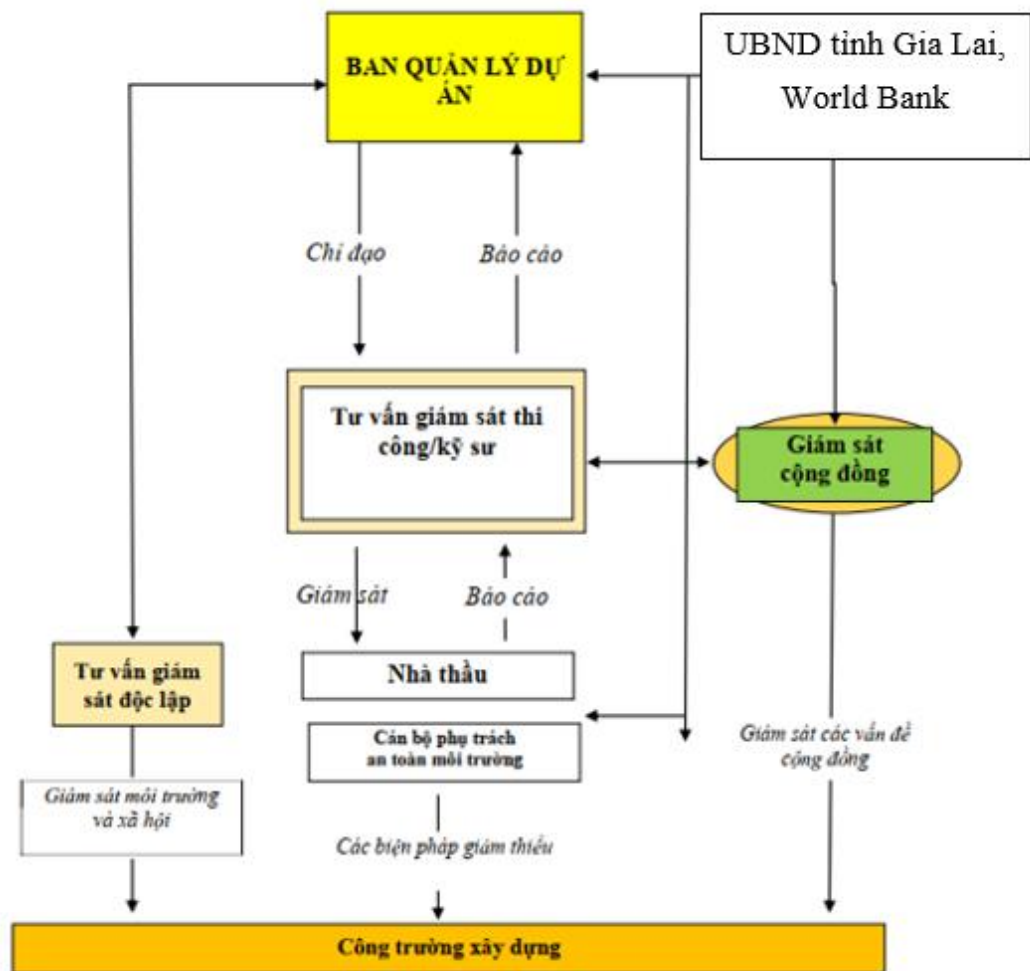 BAN QUẢN LÝ DỰ
ÁN
UBND tỉnh Gia Lai,
World Bank
Chỉ đạo
Báo cáo
Tư vấn giám sát thi
công/kỹ sư
Giám sát
cộng đồng
Giám sát
Báo cáo
Tư vấn giám
sát độc lập
Nhà thầu
Cán bộ phụ trách
an toàn môi trường
Giám sát các vấn đề
cộng đồng
Giám sát môi trường
và xã hội
Các biện pháp giảm thiểu
Công trường xây dựng